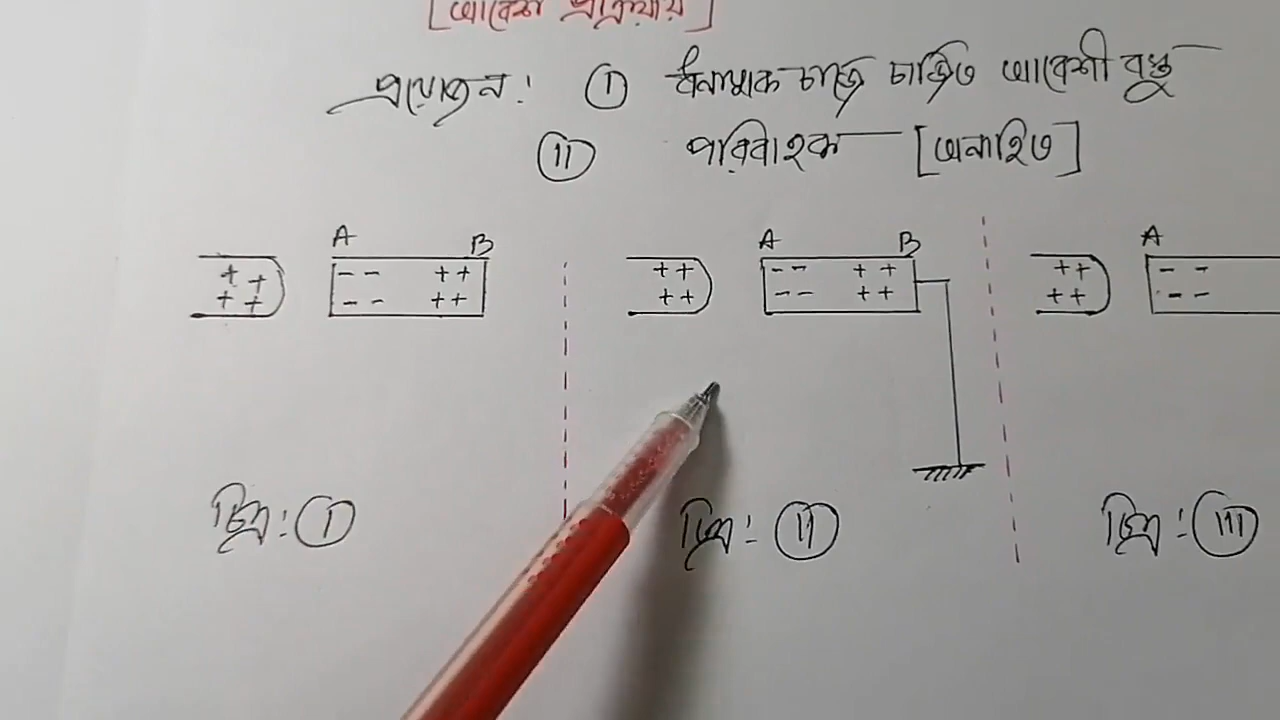 [আবেশ প্রক্রিয়ায়]
প্রয়োজন: (I) ধনাত্মক চার্জে চার্জিত আবেশী বস্তু
(II) পরিবাহক [অনাহিত]
A B A B A
++ -- ++ ++ -- ++ ++ --
++ -- ++ ++ -- ++ ++ --
চিত্র: (I) চিত্র: (II) চিত্র: (III)